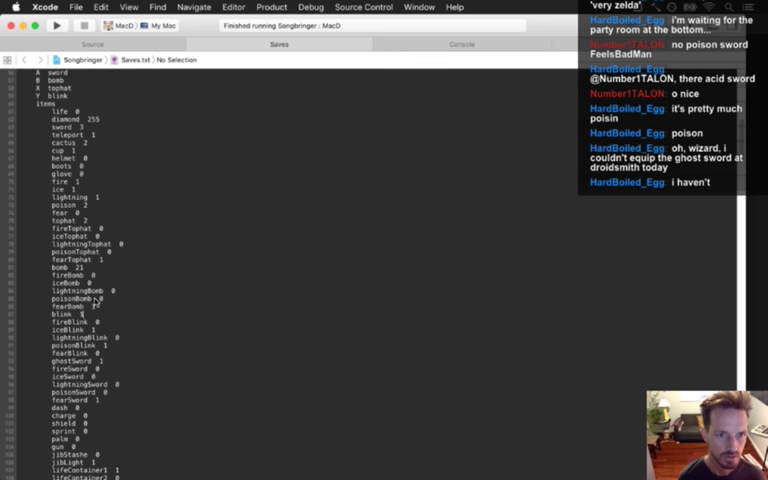 Xcode File Edit View Find Navigate Editor Product Debug Source Control Window Help
MacD My Mac
Finished running Songbringer : MacD
Source
Saves
Console
Songbringer Saves.txt No Selection
A sword
B bomb
X tophat
Y blink
items
life 0
diamond 255
sword 3
teleport 1
cactus 2
cup 1
helmet 0
boots 0
glove 0
fire 1
ice 1
lightning 1
poison 2
fear 0
tophat 2
fireTophat 0
iceTophat 0
lightningTophat 0
poisonTophat 0
fearTophat 1
bomb 21
fireBomb 0
iceBomb 0
lightningBomb 0
poisonBomb 0
fearBomb
blink 1
fireBlink 0
iceBlink 1
lightningBlink 0
poisonBlink 1
fearBlink 0
ghostSword 1
fireSword 0
iceSword 0
lightningSword 0
poisonSword 0
fearSword 1
dash 0
charge 0
shield 0
sprint 0
palm 0
gun 0
jibStashe 0
jibLight 1
lifeContainer1 1
lifeContainer2 0
'very zelda'
HardBoiled_Egg: i'm waiting for the
party room at the bottom...
Number1TALON: no poison sword
FeelsBadMan
HardBoiled_Egg:
@Number1TALON, there acid sword
Number1TALON: o nice
HardBoiled_Egg: it's pretty much
poisin
HardBoiled_Egg: poison
HardBoiled_Egg: oh, wizard, i
couldn't equip the ghost sword at
droidsmith today
HardBoiled_Egg: i haven't